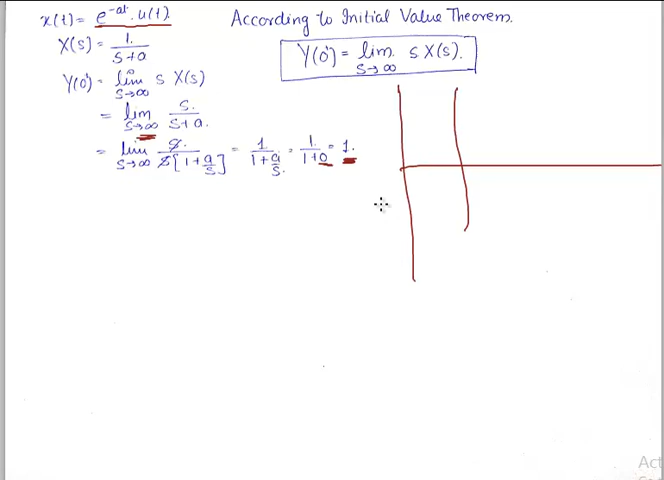 x(t) = e^-at. u(t).
According to Initial Value Theorem.
X(s) = 1/s+a
Y(0+) = lim s→∞ s X(s).
Y(0+) = lim s→∞ s X(s)
= lim s→∞ s/s+a.
= lim s→∞ s/s[1+a/s] = 1/1+a/s = 1/1+0 = 1.